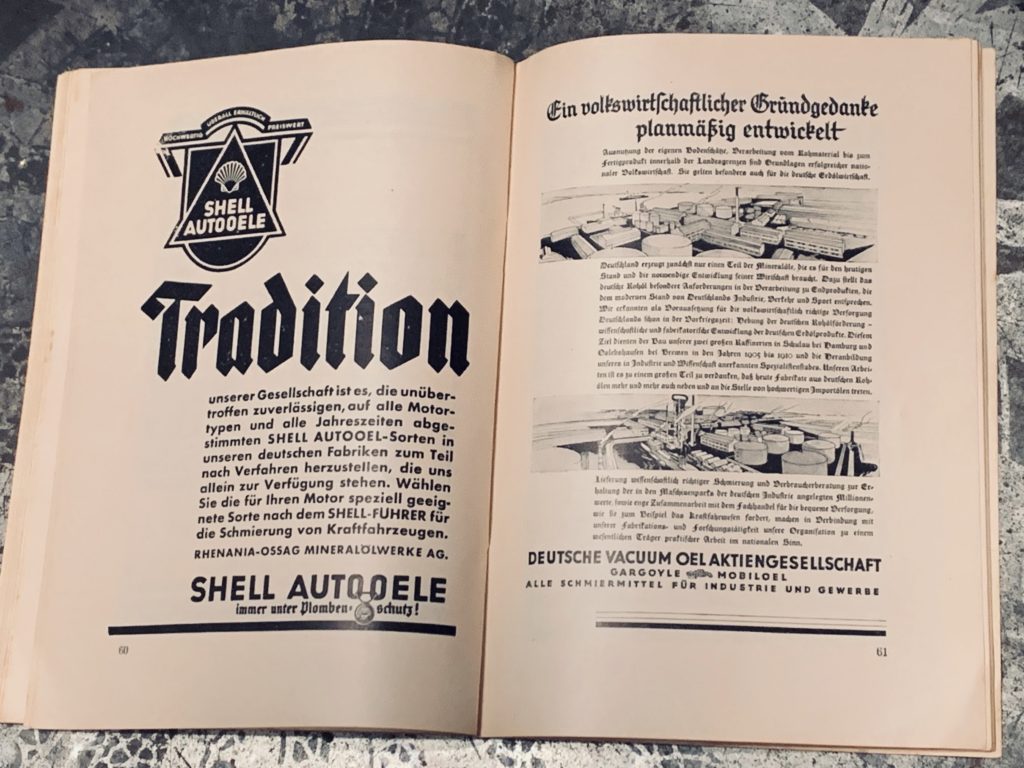 ÜBERALL ERHÄLTLICH
HOCHWERTIG PREISWERT
SHELL
AUTOOELE
Tradition
unserer Gesellschaft ist es, die unüber-
troffen zuverlässigen, auf alle Motor-
typen und alle Jahreszeiten abge-
stimmten SHELL AUTOOEL-Sorten in
unseren deutschen Fabriken zum Teil
nach Verfahren herzustellen, die uns
allein zur Verfügung stehen. Wählen
Sie die für Ihren Motor speziell geeig-
nete Sorte nach dem SHELL-FÜHRER für
die Schmierung von Kraftfahrzeugen.
RHENANIA-OSSAG MINERALÖLWERKE AG.
SHELL AUTOOELE
immer unter Plomben-schutz!
60
Ein volkswirtschaftlicher Grundgedanke
planmäßig entwickelt
Ausnutzung der eigenen Bodenschätze, Verarbeitung vom Rohmaterial bis zum
Fertigprodukt innerhalb der Landesgrenzen sind Grundlagen erfolgreicher natio-
naler Volkswirtschaft. Sie gelten besonders auch für die deutsche Erdölwirtschaft.
Deutschland erzeugt zunächst nur einen Teil der Mineralöle, die es für den heutigen
Stand und die notwendige Entwicklung seiner Wirtschaft braucht. Dazu stellt das
deutsche Rohöl besondere Anforderungen in der Verarbeitung zu Endprodukten, die
dem modernen Stand von Deutschlands Industrie, Verkehr und Sport entsprechen.
Wir erkannten als Voraussetzung für die volkswirtschaftlich richtige Versorgung
Deutschlands schon in der Vorkriegszeit: Hebung der deutschen Rohölförderung –
wissenschaftliche und fabrikatorische Entwicklung der deutschen Erdölprodukte. Diesem
Ziel dienten der Bau unserer zwei großen Raffinerien in Schulau bei Hamburg und
Oslebshausen bei Bremen in den Jahren 1905 bis 1910 und die Heranbildung
unseres in Industrie und Wissenschaft anerkannten Spezialistenstabes. Unseren Arbei-
ten ist es zu einem großen Teil zu verdanken, daß heute Fabrikate aus deutschen Roh-
ölen mehr und mehr auch neben und an die Stelle von hochwertigen Importölen treten.
Lieferung wissenschaftlich richtiger Schmierung und Verbraucherberatung zur Er-
haltung der in den Maschinenparks der deutschen Industrie angelegten Millionen-
werte, sowie enge Zusammenarbeit mit dem Fachhandel für die bequeme Versorgung,
wie sie zum Beispiel das Kraftfahrwesen fordert, machen in Verbindung mit
unserer Fabrikations- und Forschungstätigkeit unsere Organisation zu einem
wesentlichen Träger praktischer Arbeit im nationalen Sinn.
DEUTSCHE VACUUM OEL AKTIENGESELLSCHAFT
GARGOYLE MOBILOEL
ALLE SCHMIERMITTEL FÜR INDUSTRIE UND GEWERBE
61